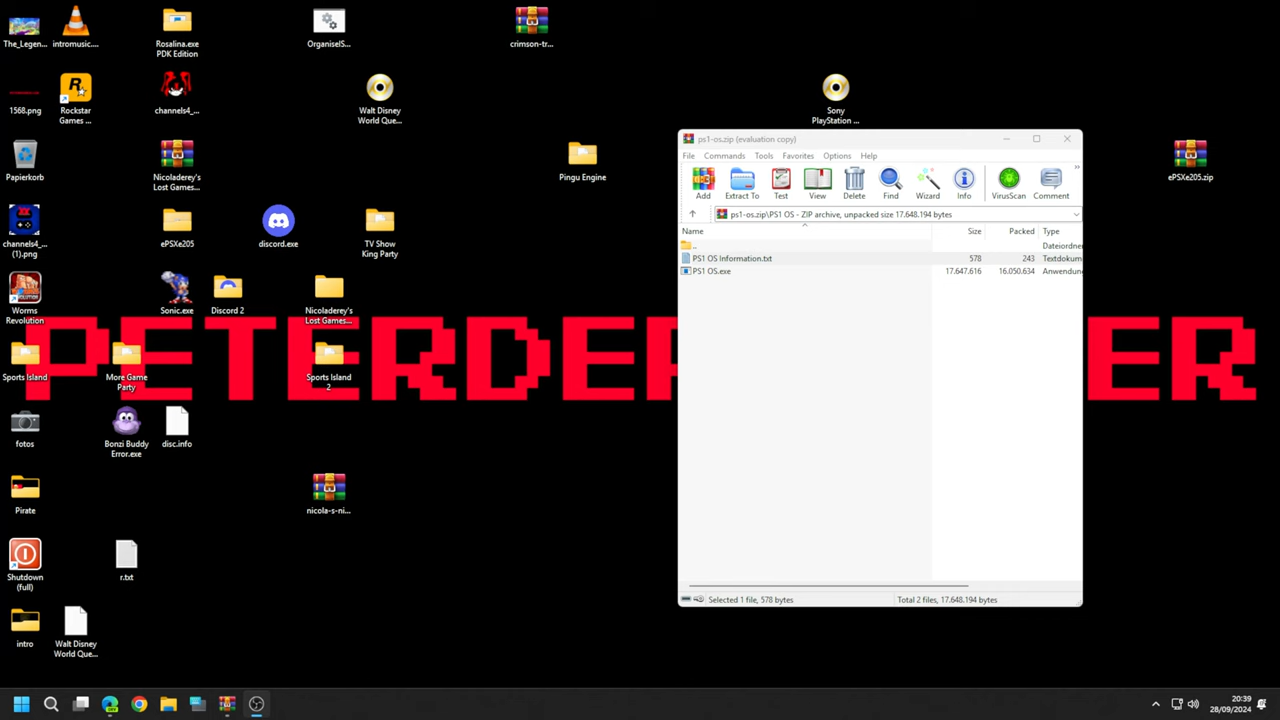 The_Legen...
intromusic....
Rosalina.exe
PDK Edition
OrganiselS...
crimson-tr...
1568.png
Rockstar
Games ...
channels4_...
Walt Disney
World Que...
Sony
PlayStation ...
Papierkorb
Nicoladerey's
Lost Games...
Pingu Engine
ePSXe205.zip
channels4_...
(1).png
ePSXe205
discord.exe
TV Show
King Party
Worms
Revolution
Sonic.exe
Discord 2
Nicoladerey's
Lost Games...
Sports Island
More Game
Party
Sports Island
2
fotos
Bonzi Buddy
Error.exe
disc.info
Pirate
nicola-s-ni...
Shutdown
(full)
r.txt
intro
Walt Disney
World Que...
PETERDE
ER
ps1-os.zip (evaluation copy)
File Commands Tools Favorites Options Help
Add Extract To Test View Delete Find Wizard Info VirusScan Comment
ps1-os.zip\PS1 OS - ZIP archive, unpacked size 17.648.194 bytes
Name Size Packed Type
.. Dateiordner
PS1 OS Information.txt 578 243 Textdokum
PS1 OS.exe 17.647.616 16.050.634 Anwendun
Selected 1 file, 578 bytes Total 2 files, 17.648.194 bytes
20:39
28/09/2024